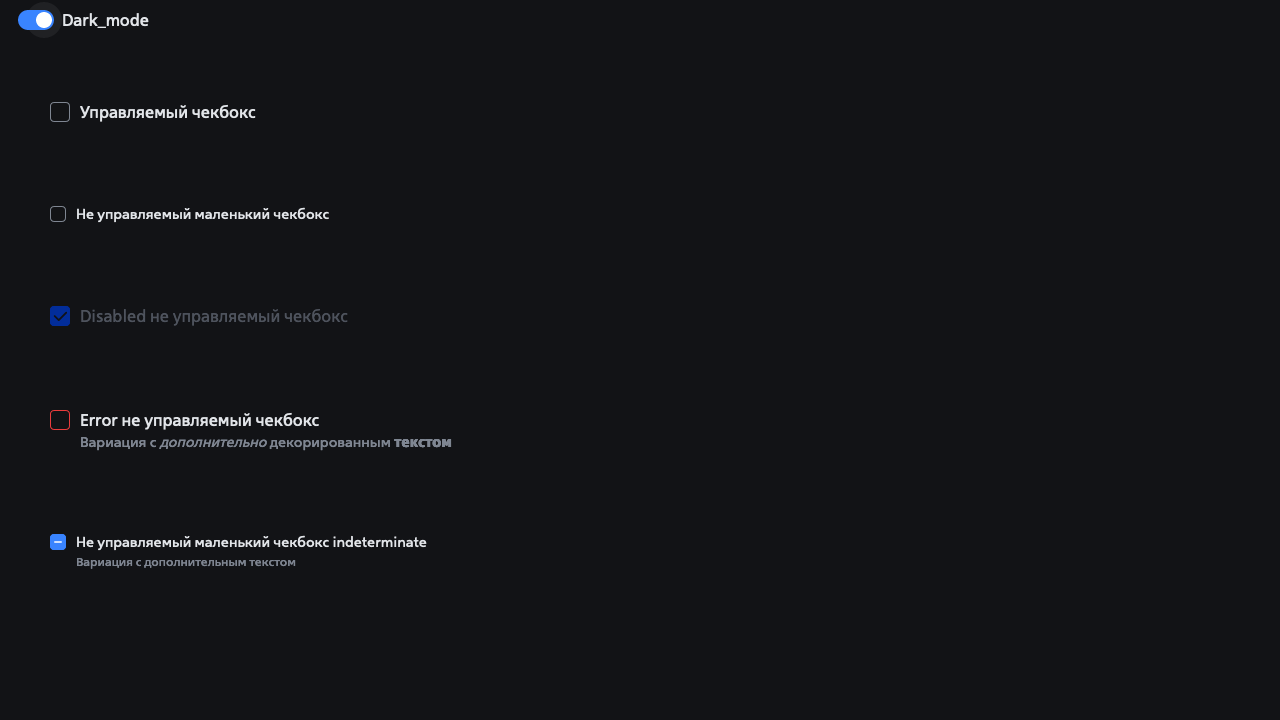 Dark_mode
Управляемый чекбокс
Не управляемый маленький чекбокс
Disabled не управляемый чекбокс
Error не управляемый чекбокс
Вариация с дополнительно декорированным текстом
Не управляемый маленький чекбокс indeterminate
Вариация с дополнительным текстом